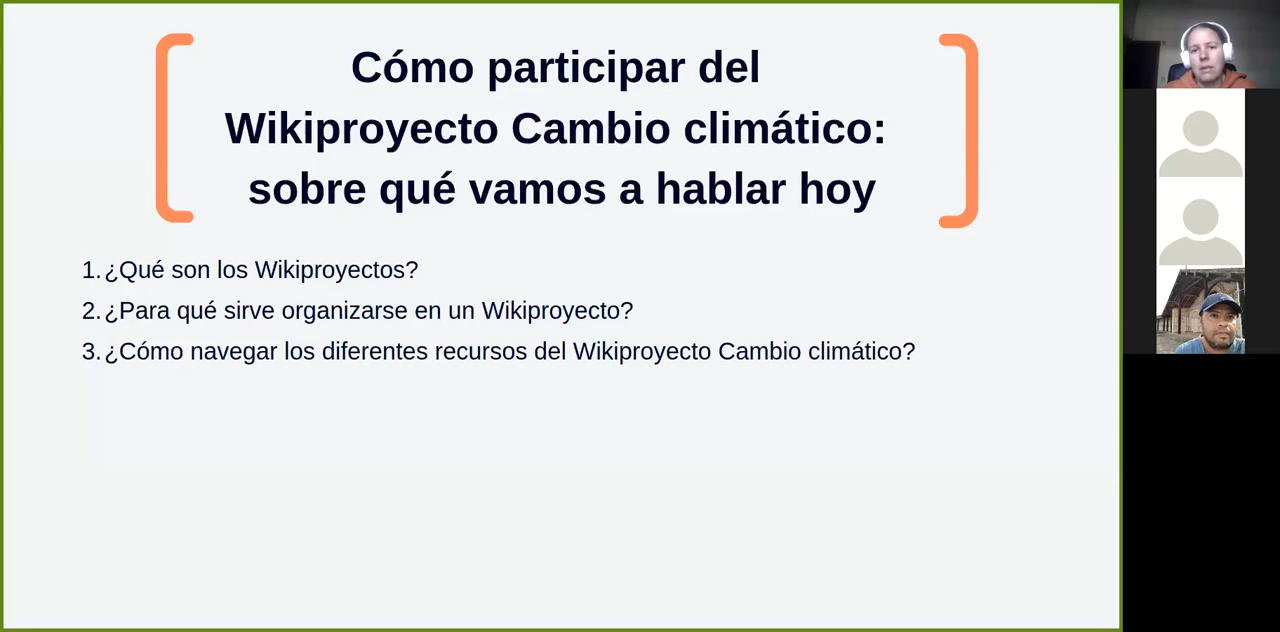 Cómo participar del
Wikiproyecto Cambio climático:
sobre qué vamos a hablar hoy
1. ¿Qué son los Wikiproyectos?
2. ¿Para qué sirve organizarse en un Wikiproyecto?
3. ¿Cómo navegar los diferentes recursos del Wikiproyecto Cambio climático?